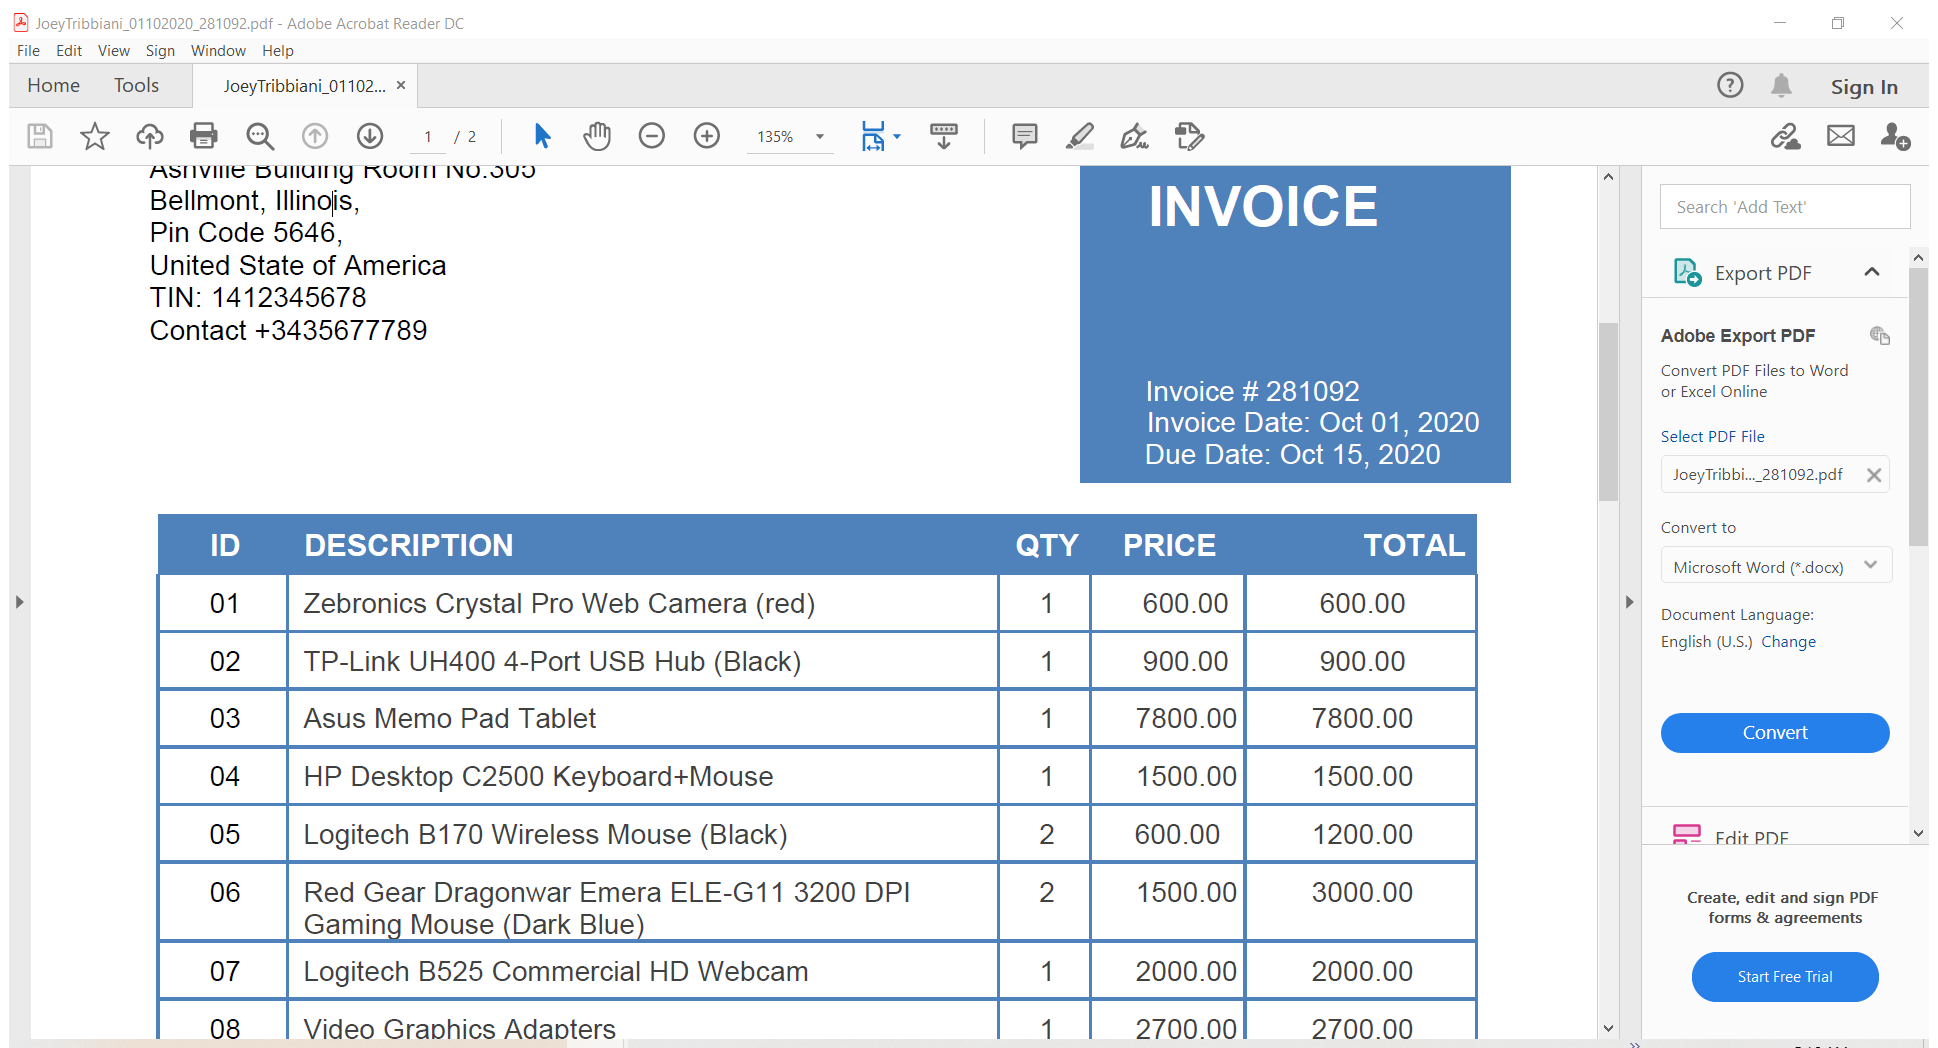 JoeyTribbiani_01102020_281092.pdf - Adobe Acrobat Reader DC
File Edit View Sign Window Help
Home Tools JoeyTribbiani_01102... × Sign In
1 / 2 135%
Ashville Building Room No.305
Bellmont, Illinois,
Pin Code 5646,
United State of America
TIN: 1412345678
Contact +3435677789
INVOICE
Invoice # 281092
Invoice Date: Oct 01, 2020
Due Date: Oct 15, 2020
ID DESCRIPTION QTY PRICE TOTAL
01 Zebronics Crystal Pro Web Camera (red) 1 600.00 600.00
02 TP-Link UH400 4-Port USB Hub (Black) 1 900.00 900.00
03 Asus Memo Pad Tablet 1 7800.00 7800.00
04 HP Desktop C2500 Keyboard+Mouse 1 1500.00 1500.00
05 Logitech B170 Wireless Mouse (Black) 2 600.00 1200.00
06 Red Gear Dragonwar Emera ELE-G11 3200 DPI 2 1500.00 3000.00
Gaming Mouse (Dark Blue)
07 Logitech B525 Commercial HD Webcam 1 2000.00 2000.00
08 Video Graphics Adapters 1 2700.00 2700.00
Search 'Add Text'
Export PDF
Adobe Export PDF
Convert PDF Files to Word
or Excel Online
Select PDF File
JoeyTribbi..._281092.pdf
Convert to
Microsoft Word (*.docx)
Document Language:
English (U.S.) Change
Convert
Edit PDF
Create, edit and sign PDF
forms & agreements
Start Free Trial